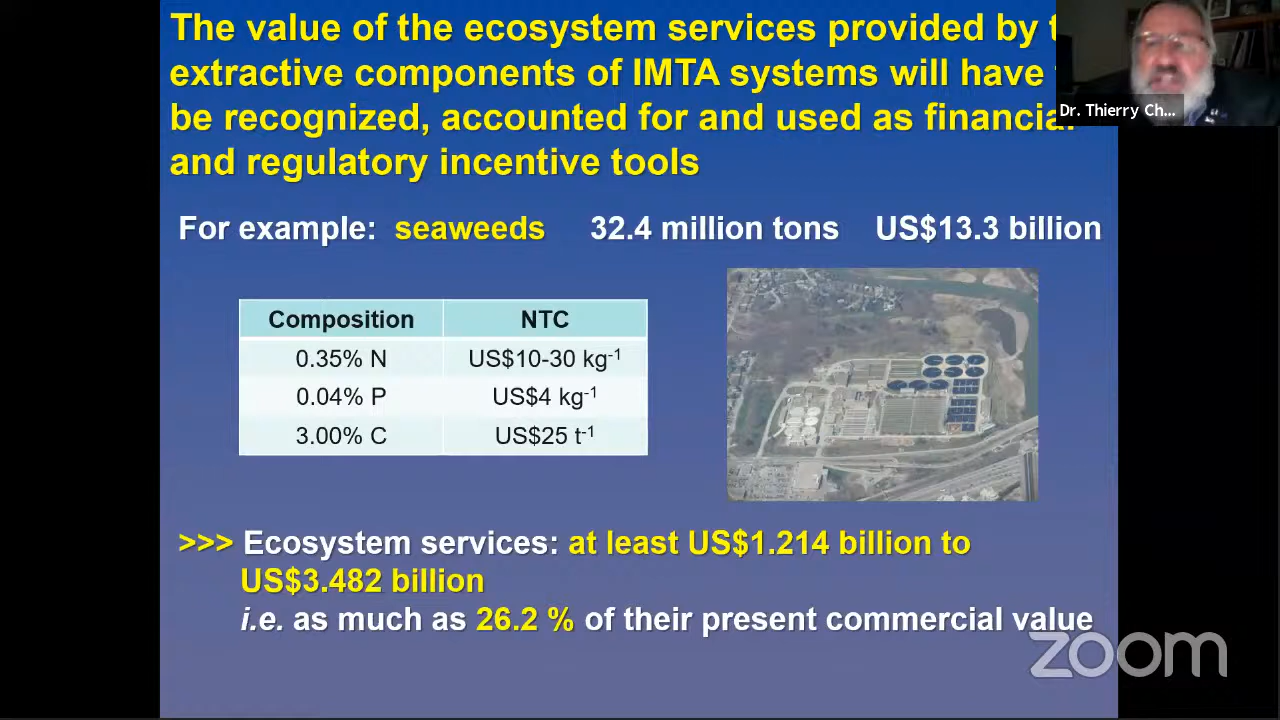 The value of the ecosystem services provided by
extractive components of IMTA systems will have
be recognized, accounted for and used as financial
and regulatory incentive tools
Dr. Thierry Ch...
For example: seaweeds 32.4 million tons US$13.3 billion
Composition NTC
0.35% N US$10-30 kg-1
0.04% P US$4 kg-1
3.00% C US$25 t-1
>>> Ecosystem services: at least US$1.214 billion to
US$3.482 billion
i.e. as much as 26.2 % of their present commercial value
zoom